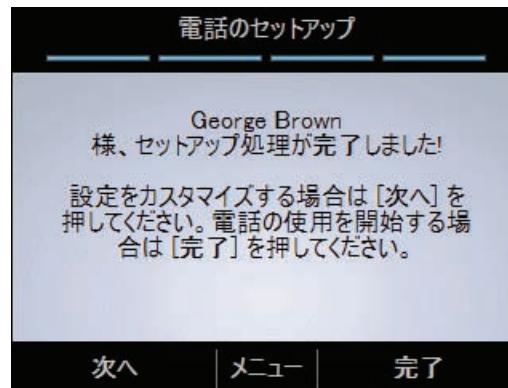 電話のセットアップ
George Brown
様、セットアップ処理が完了しました!
設定をカスタマイズする場合は［次へ］を
押してください。電話の使用を開始する場
合は［完了］を押してください。
次へ
メニュー
完了